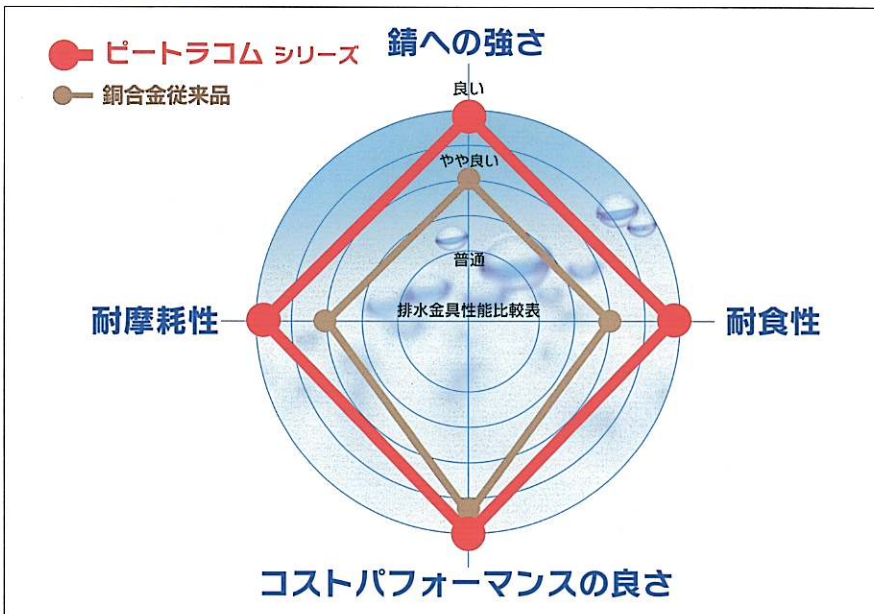 ピートラコム シリーズ
銅合金従来品
錆への強さ
良い
やや良い
普通
排水金具性能比較表
耐摩耗性
耐食性
コストパフォーマンスの良さ